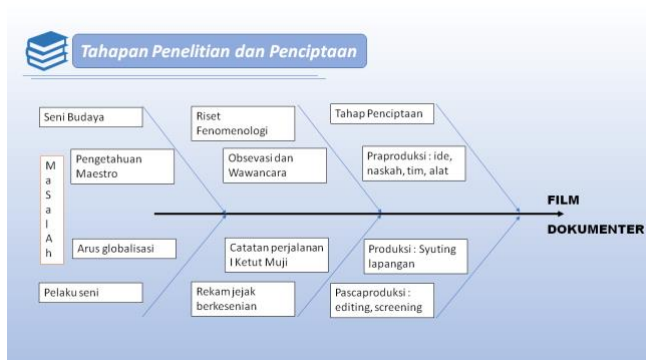 Tahapan Penelitian dan Penciptaan
Seni Budaya
Riset
Fenomenologi
Tahap Penciptaan
Pengetahuan
Maestro
Obsevasi dan
Wawancara
Praproduksi : ide,
naskah, tim, alat
M
a
S
a
l
A
h
FILM
DOKUMENTER
Arus globalisasi
Catatan perjalanan
I Ketut Muji
Produksi : Syuting
lapangan
Pelaku seni
Rekam jejak
berkesenian
Pascaproduksi :
editing, screening